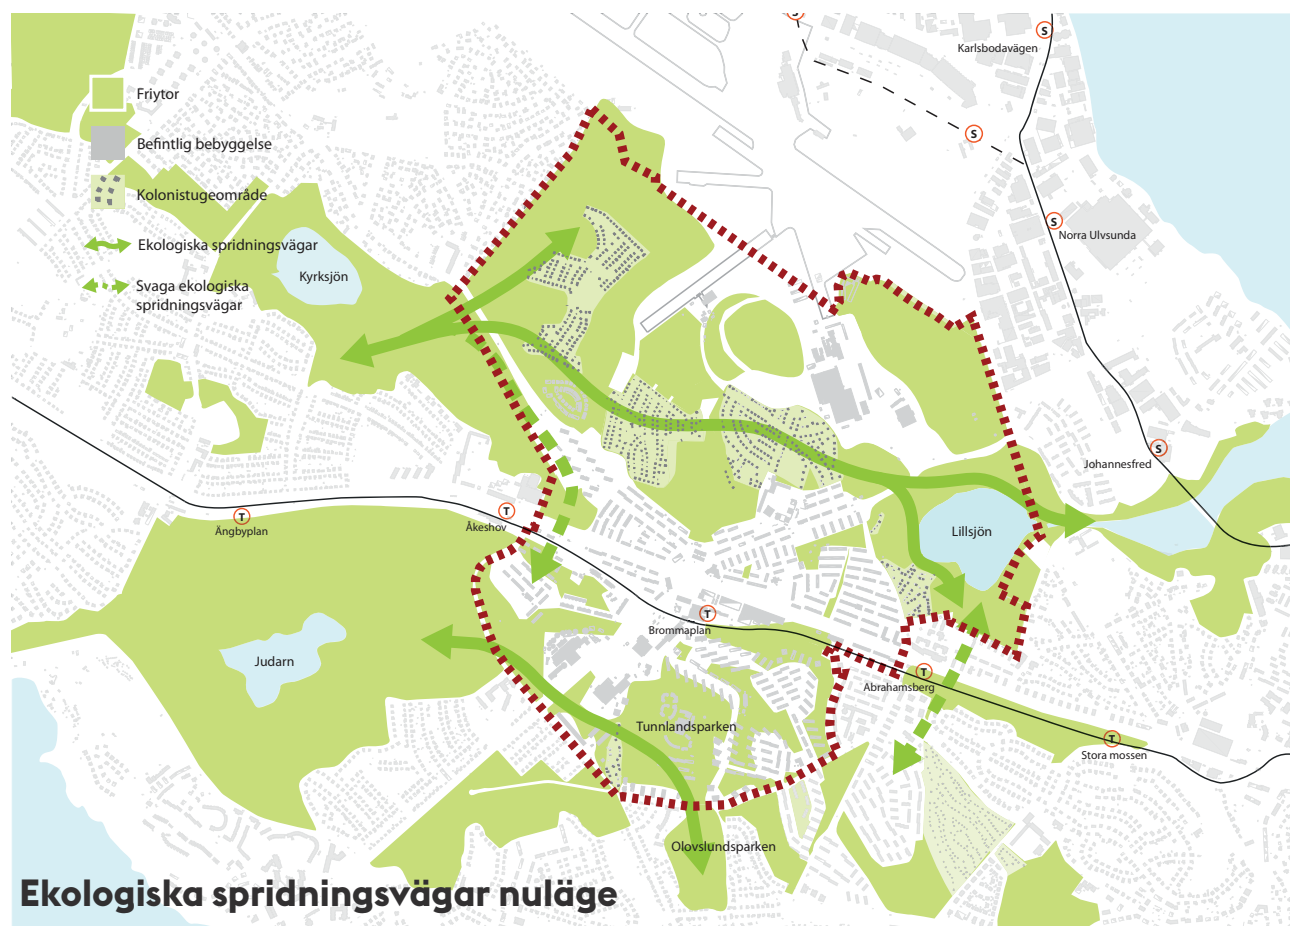 S
Karlsbodavägen
S
Friytor
S
Befintlig bebyggelse
Kolonistugeområde
S
Norra Ulvsunda
Ekologiska spridningsvägar
Kyrksjön
Svaga ekologiska
spridningsvägar
S
Johannesfred
T
Ängbyplan
T
Åkeshov
Lillsjön
T
Brommaplan
Judarn
T
Abrahamsberg
Tunnlandsparken
T
Stora mossen
Olovslundsparken
Ekologiska spridningsvägar nuläge